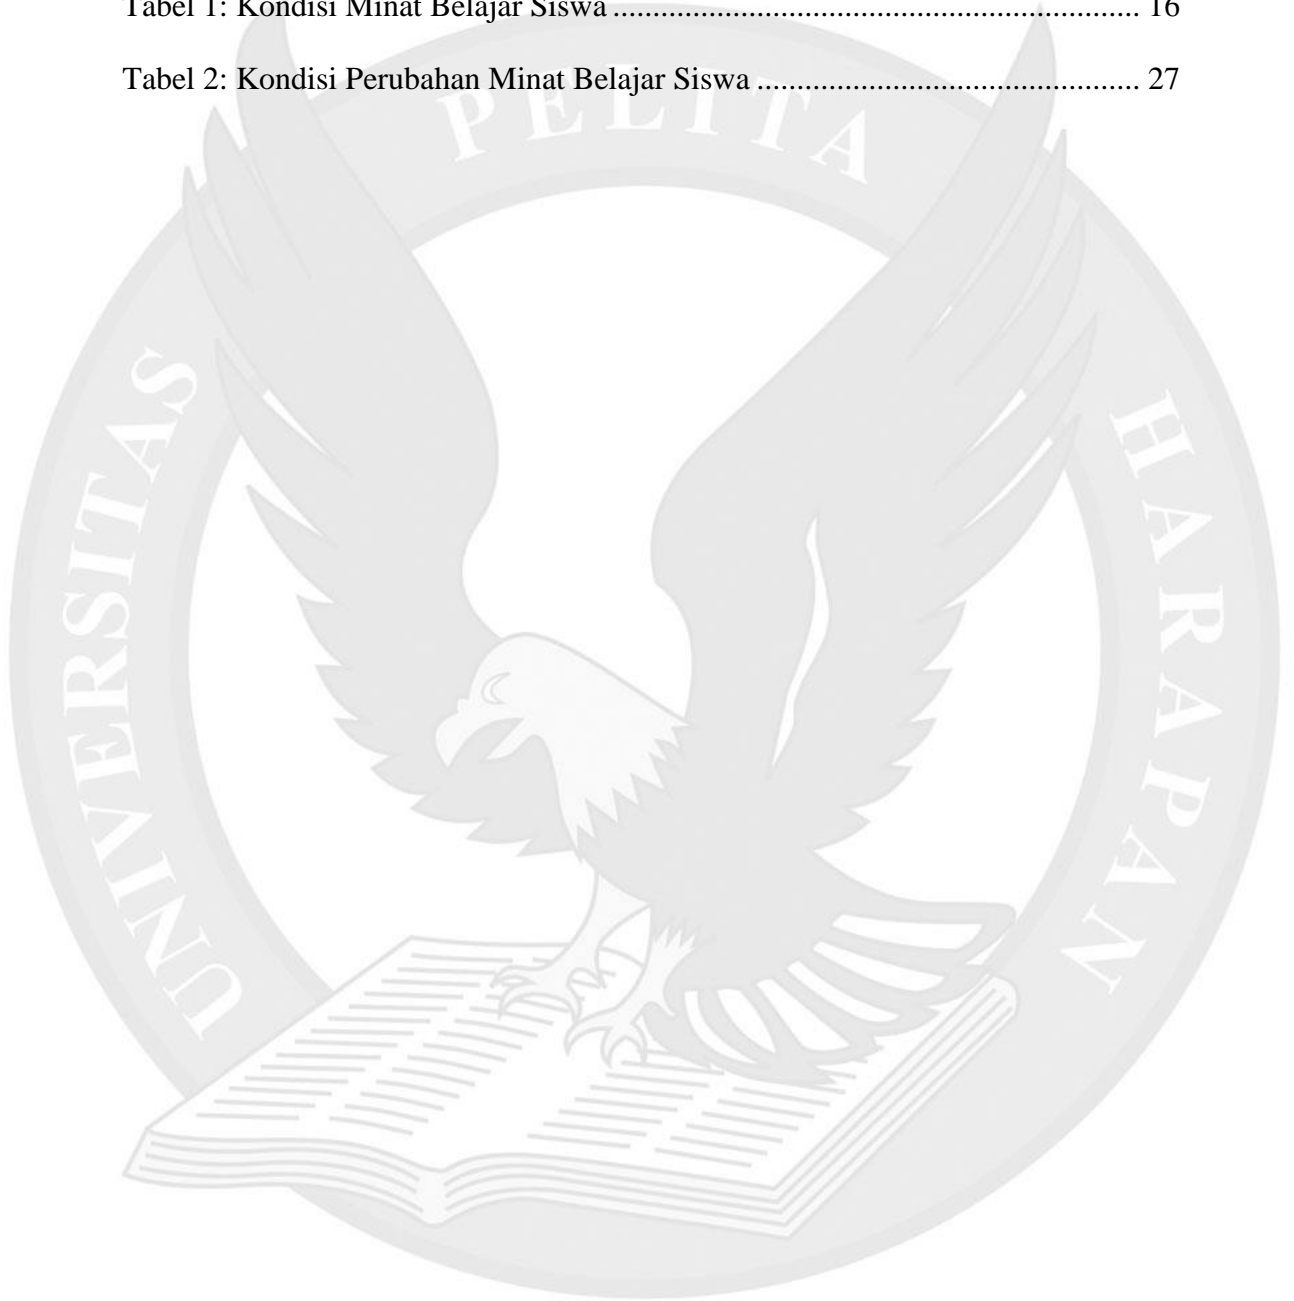 Tabel 1: Kondisi Minat Belajar Siswa .................................................................. 16
Tabel 2: Kondisi Perubahan Minat Belajar Siswa ................................................ 27
UNIVERSITAS PELITA HARAPAN